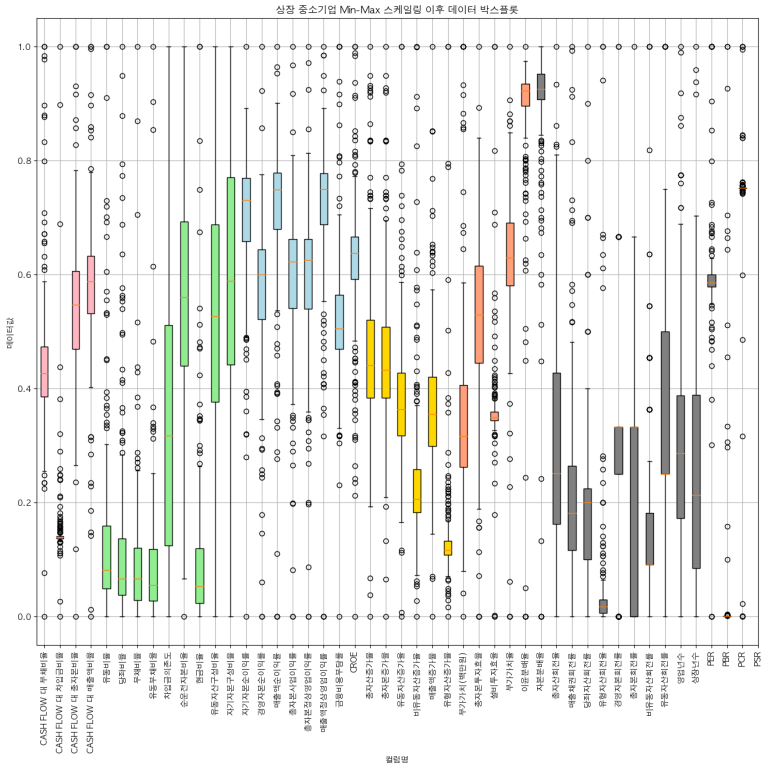 상장 중소기업 Min-Max 스케일링 이후 데이터 박스플롯
데이터값
1.0
0.8
0.6
0.4
0.2
0.0
CASH FLOW 대 부채비율
CASH FLOW 대 차입금비율
CASH FLOW 대 총자본비율
CASH FLOW 대 매출액비율
유동비율
당좌비율
부채비율
유동부채비율
차입금의존도
순운전자본비율
현금비율
유동자산구성비율
자기자본구성비율
자기자본순이익률
경영자본순이익률
매출액순이익률
총자본사업이익률
총자본정상영업이익률
매출액정상영업이익률
금융비용부담률
CROE
총자산증가율
총자본증가율
유동자산증가율
비유동자산증가율
매출액증가율
유형자산증가율
부가가치(백만원)
총자본투자효율
설비투자효율
부가가치율
이윤분배율
자본분배율
총자산회전율
매출채권회전률
당좌자산회전률
유형자산회전율
경영자본회전률
총자본회전률
비유동자산회전률
유동자산회전률
영업년수
상장년수
PER
PBR
PCR
PSR
컬럼명